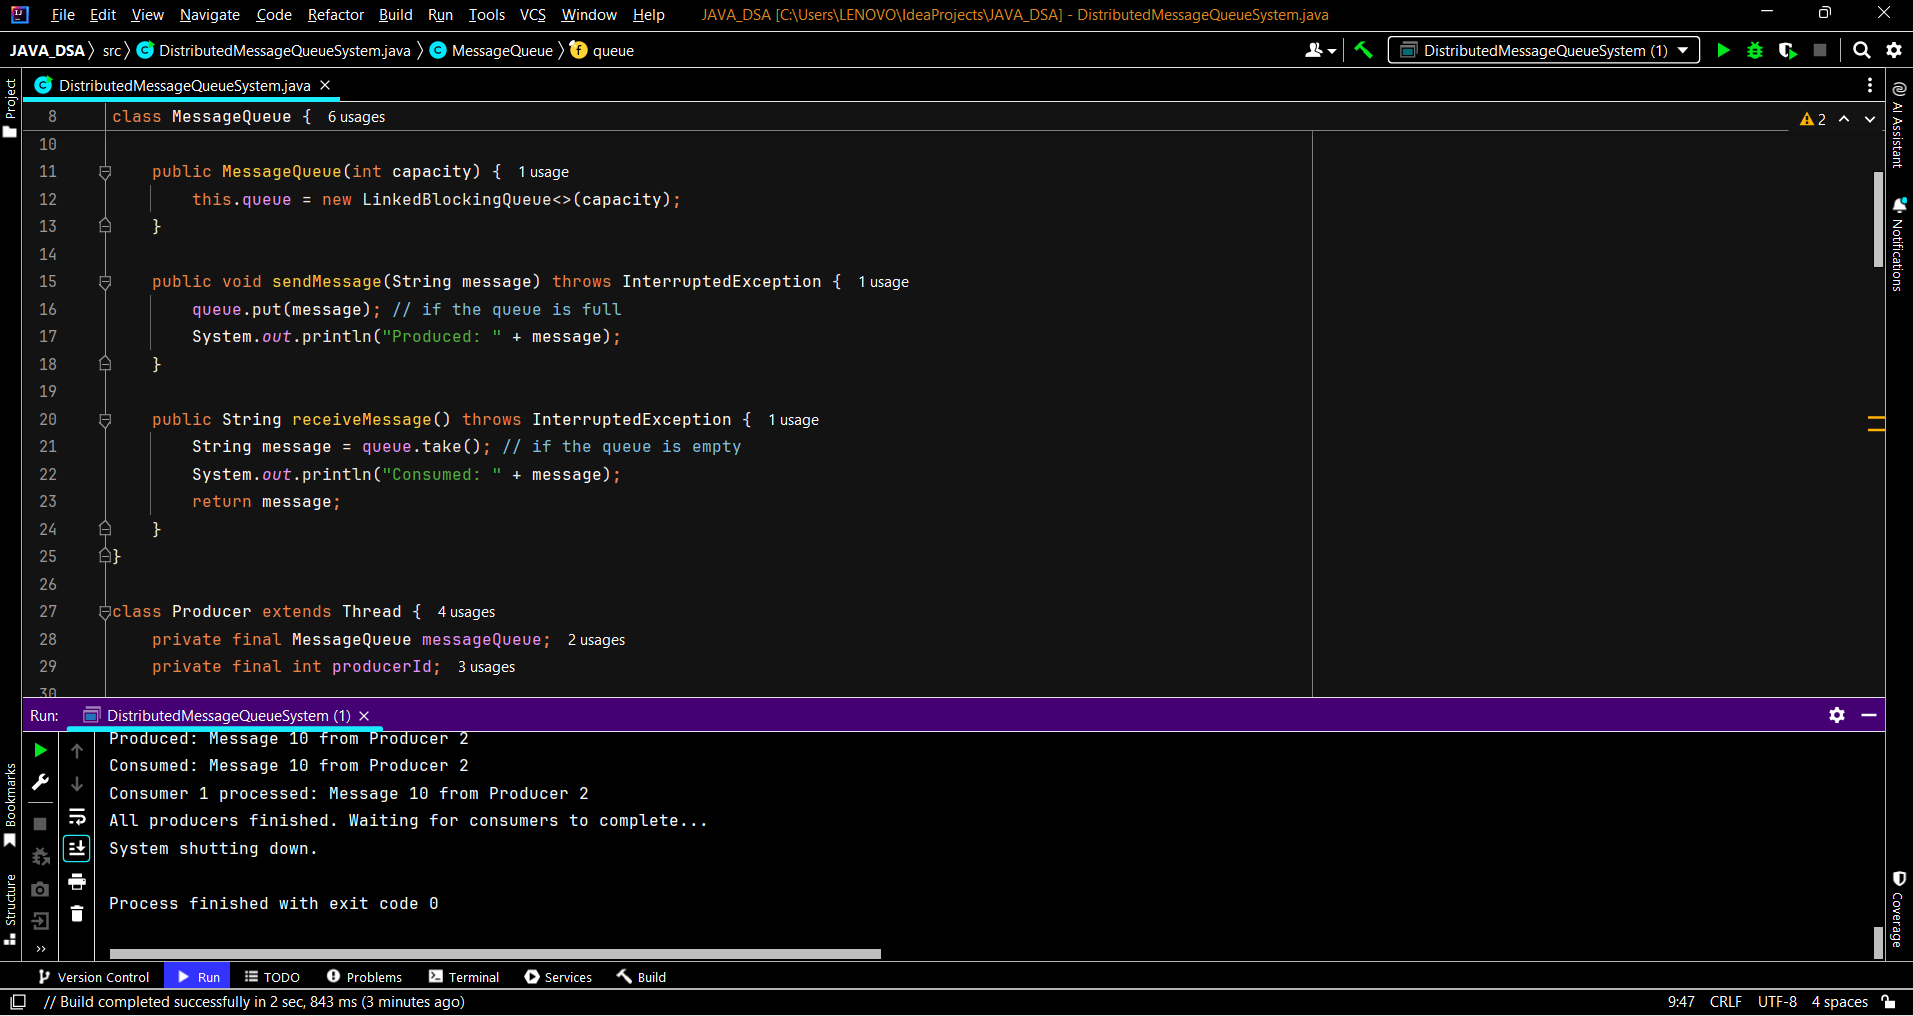 File Edit View Navigate Code Refactor Build Run Tools VCS Window Help JAVA_DSA [C:\Users\LENOVO\IdeaProjects\JAVA_DSA] - DistributedMessageQueueSystem.java
JAVA_DSA src DistributedMessageQueueSystem.java MessageQueue queue DistributedMessageQueueSystem (1)
Project
DistributedMessageQueueSystem.java
8 class MessageQueue { 6 usages
2
10
11 public MessageQueue(int capacity) { 1 usage
12 this.queue = new LinkedBlockingQueue<>(capacity);
13 }
14
15 public void sendMessage(String message) throws InterruptedException { 1 usage
16 queue.put(message); // if the queue is full
17 System.out.println("Produced: " + message);
18 }
19
20 public String receiveMessage() throws InterruptedException { 1 usage
21 String message = queue.take(); // if the queue is empty
22 System.out.println("Consumed: " + message);
23 return message;
24 }
25 }
26
27 class Producer extends Thread { 4 usages
28 private final MessageQueue messageQueue; 2 usages
29 private final int producerId; 3 usages
30
AI Assistant
Notifications
Run: DistributedMessageQueueSystem (1)
Produced: Message 10 from Producer 2
Consumed: Message 10 from Producer 2
Consumer 1 processed: Message 10 from Producer 2
All producers finished. Waiting for consumers to complete...
System shutting down.
Process finished with exit code 0
Bookmarks
Structure
Coverage
Version Control Run TODO Problems Terminal Services Build
// Build completed successfully in 2 sec, 843 ms (3 minutes ago) 9:47 CRLF UTF-8 4 spaces